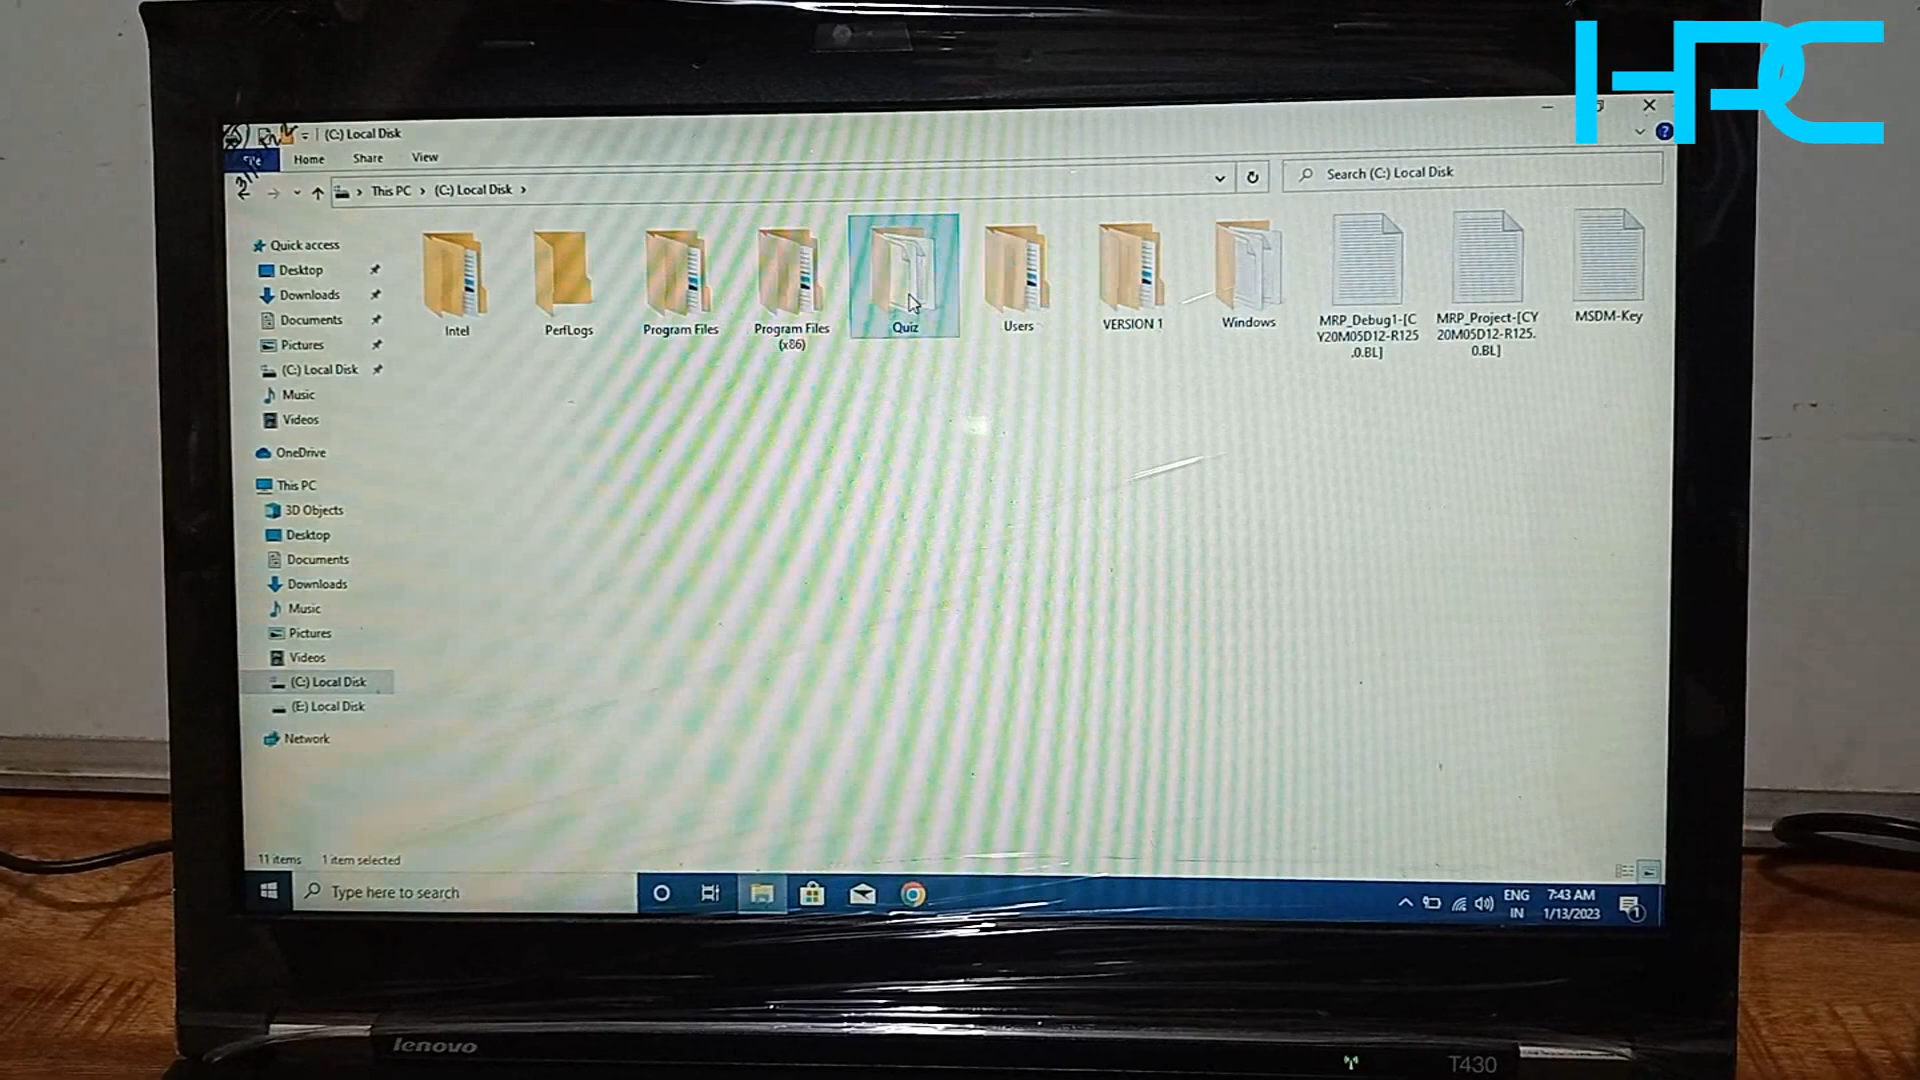 HPC
(C:) Local Disk
File Home Share View
This PC > (C:) Local Disk >
Search (C:) Local Disk
Quick access
Desktop
Downloads
Documents
Pictures
(C:) Local Disk
Music
Videos
OneDrive
This PC
3D Objects
Desktop
Documents
Downloads
Music
Pictures
Videos
(C:) Local Disk
(E:) Local Disk
Network
Intel
PerfLogs
Program Files
Program Files
(x86)
Quiz
Users
VERSION 1
Windows
MRP_Debug1-[C
Y20M05D12-R125
.0.BL]
MRP_Project-[CY
20M05D12-R125.
0.BL]
MSDM-Key
11 items 1 item selected
Type here to search
ENG
IN
7:43 AM
1/13/2023
1
lenovo
T430